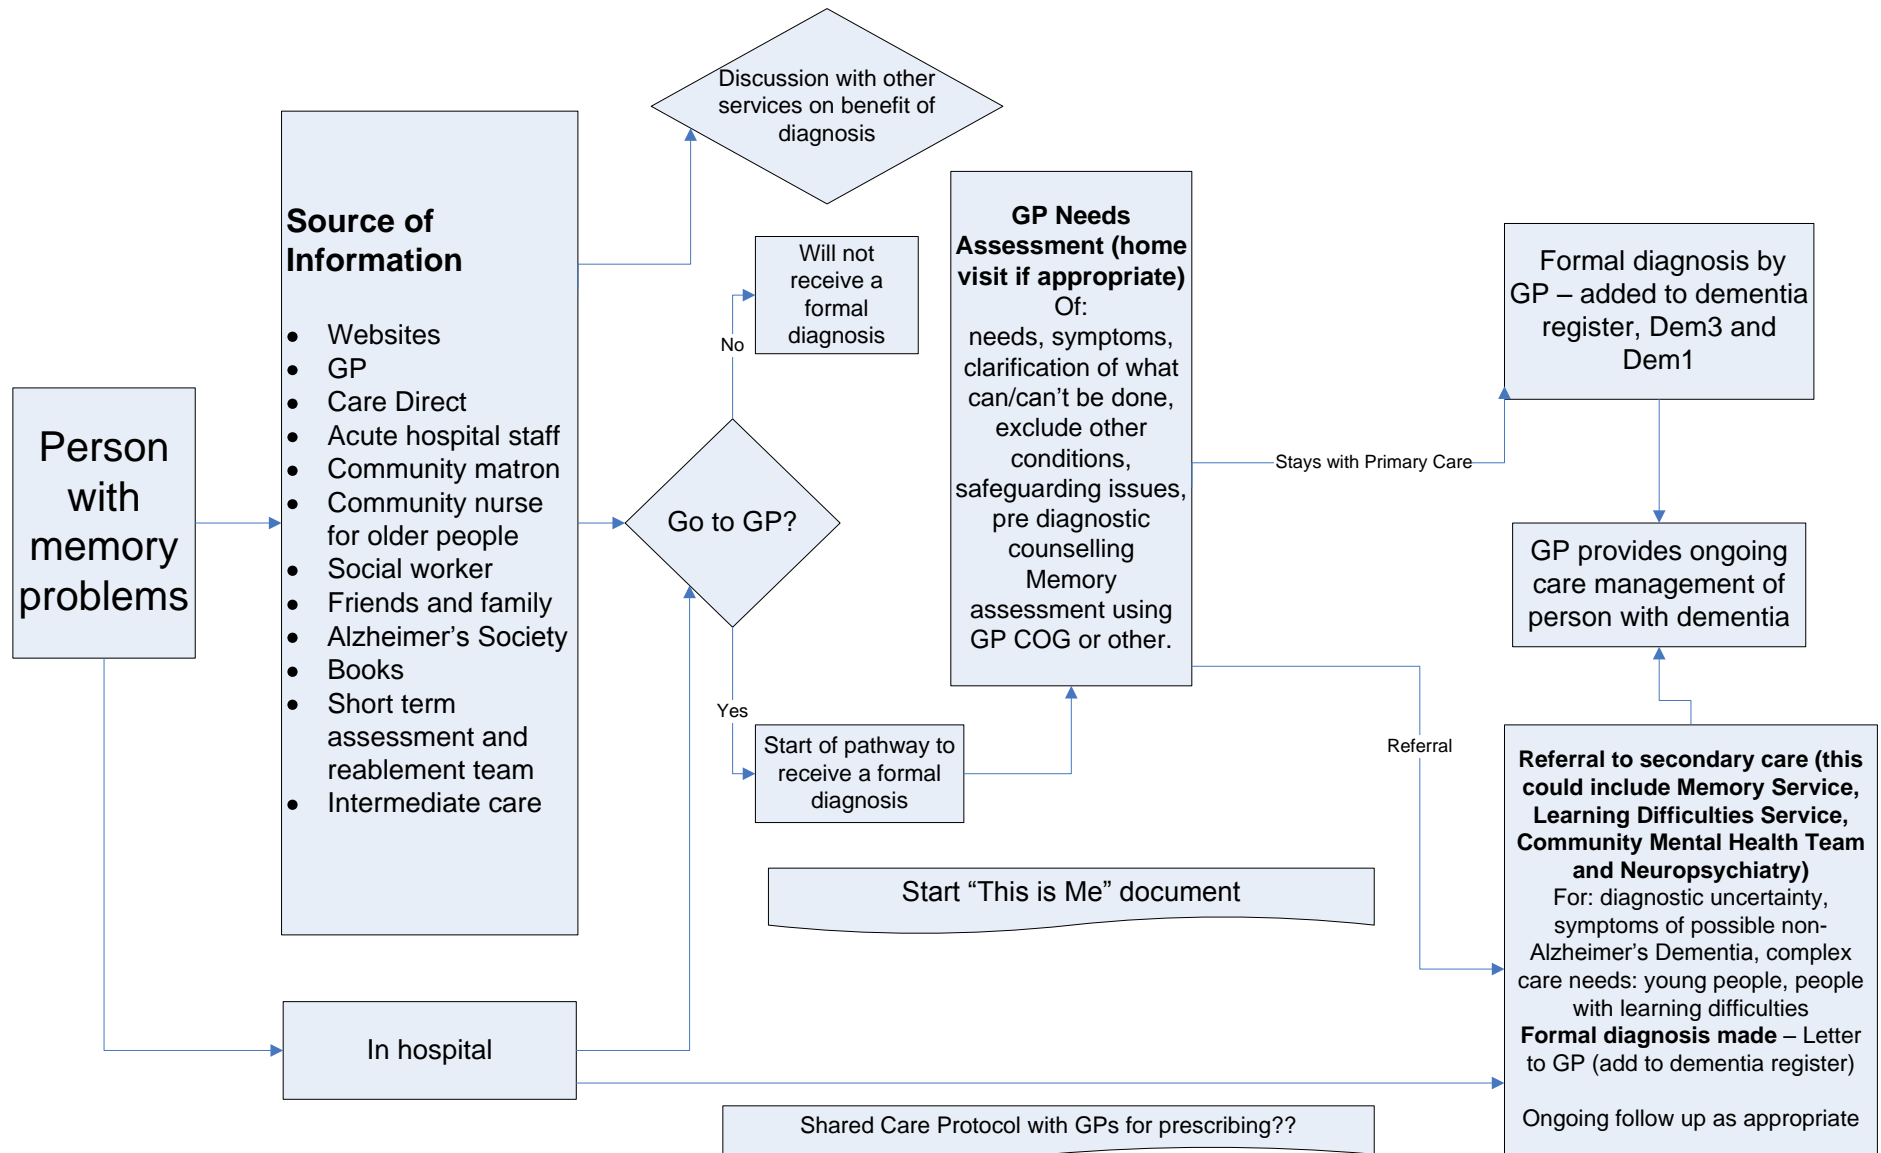 Person
with
memory
problems
Source of
Information
• Websites
• GP
• Care Direct
• Acute hospital staff
• Community matron
• Community nurse
for older people
• Social worker
• Friends and family
• Alzheimer’s Society
• Books
• Short term
assessment and
reablement team
• Intermediate care
In hospital
Discussion with other
services on benefit of
diagnosis
Will not
receive a
formal
diagnosis
No
Go to GP?
Yes
Start of pathway to
receive a formal
diagnosis
GP Needs
Assessment (home
visit if appropriate)
Of:
needs, symptoms,
clarification of what
can/can’t be done,
exclude other
conditions,
safeguarding issues,
pre diagnostic
counselling
Memory
assessment using
GP COG or other.
Stays with Primary Care
Referral
Formal diagnosis by
GP – added to dementia
register, Dem3 and
Dem1
GP provides ongoing
care management of
person with dementia
Referral to secondary care (this
could include Memory Service,
Learning Difficulties Service,
Community Mental Health Team
and Neuropsychiatry)
For: diagnostic uncertainty,
symptoms of possible non-
Alzheimer’s Dementia, complex
care needs: young people, people
with learning difficulties
Formal diagnosis made – Letter
to GP (add to dementia register)
Ongoing follow up as appropriate
Start “This is Me” document
Shared Care Protocol with GPs for prescribing??